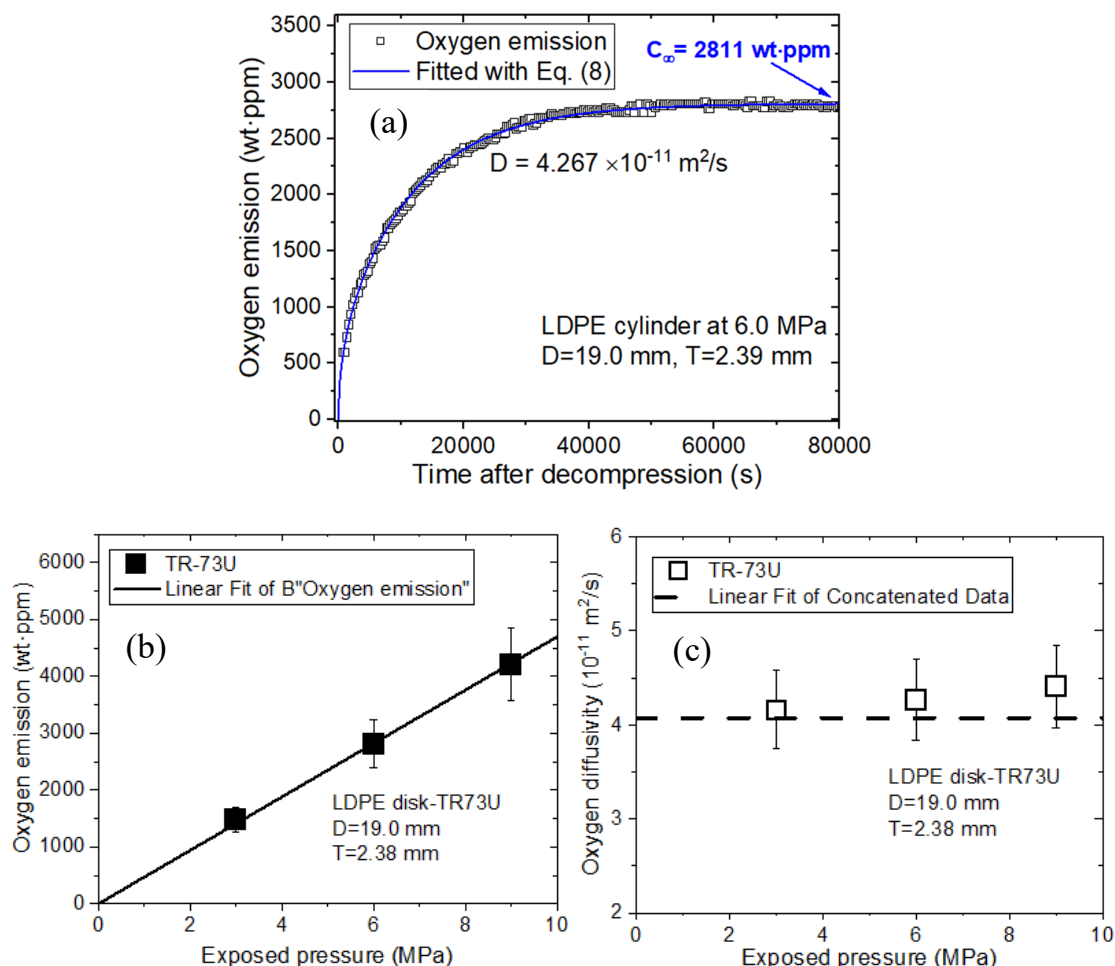 3500
3000
2500
2000
1500
1000
500
0
Oxygen emission (wt·ppm)
Oxygen emission
Fitted with Eq. (8)
C∞= 2811 wt·ppm
(a)
D = 4.267 ×10-11 m2/s
LDPE cylinder at 6.0 MPa
D=19.0 mm, T=2.39 mm
0 20000 40000 60000 80000
Time after decompression (s)
6000
5000
4000
3000
2000
1000
0
Oxygen emission (wt·ppm)
TR-73U
Linear Fit of B"Oxygen emission"
(b)
LDPE disk-TR73U
D=19.0 mm
T=2.38 mm
0 2 4 6 8 10
Exposed pressure (MPa)
6
5
4
3
2
Oxygen diffusivity (10-11 m2/s)
TR-73U
Linear Fit of Concatenated Data
(c)
LDPE disk-TR73U
D=19.0 mm
T=2.38 mm
0 2 4 6 8 10
Exposed pressure (MPa)